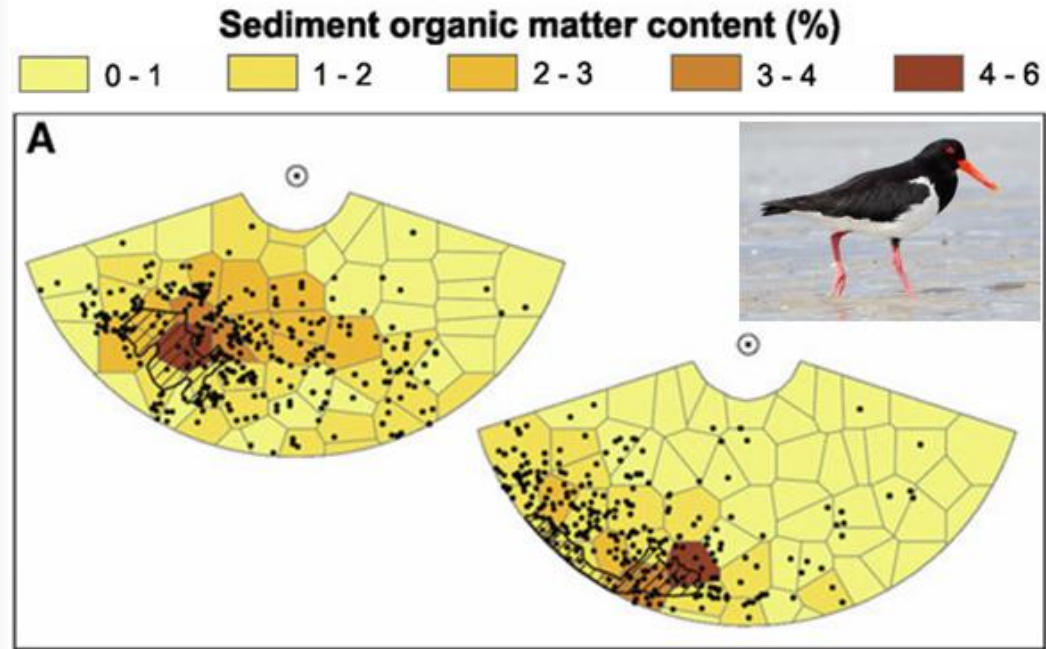 Sediment organic matter content (%)
0 - 1 1 - 2 2 - 3 3 - 4 4 - 6
A